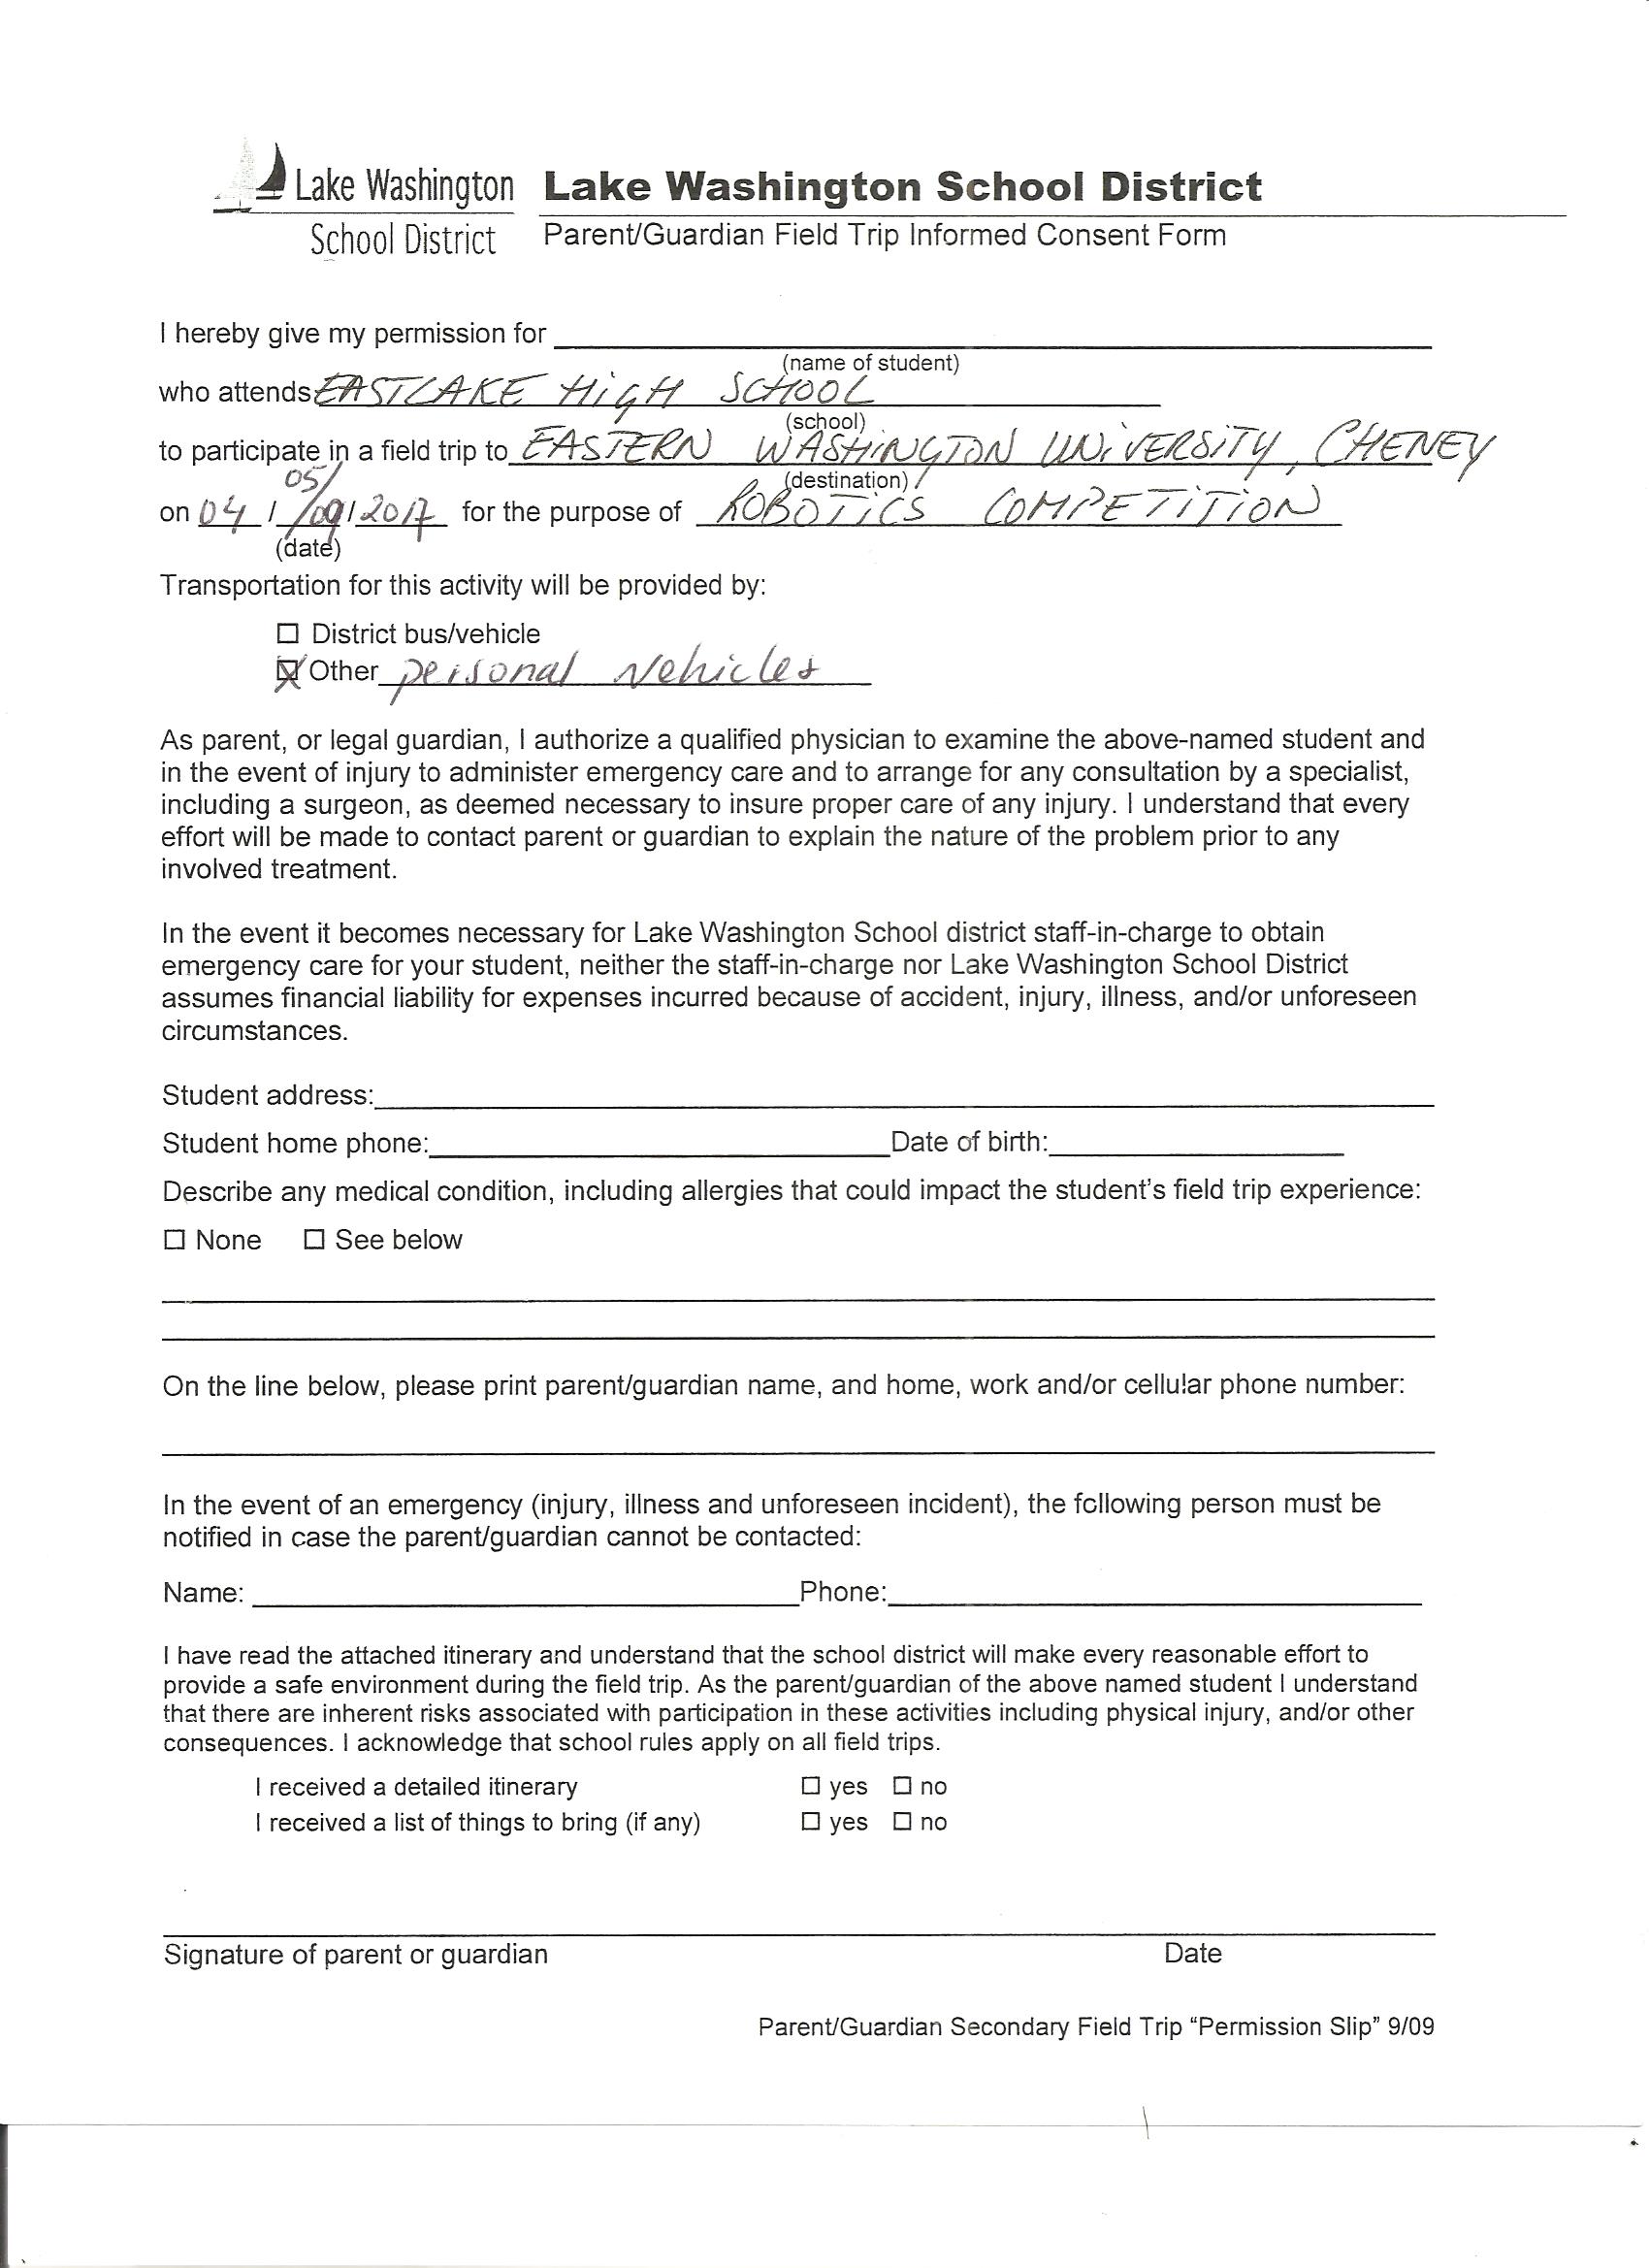 Lake Washington
School District
Lake Washington School District
Parent/Guardian Field Trip Informed Consent Form
I hereby give my permission for
(name of student)
who attends EASTLAKE HiGH SCHOOL
(school)
to participate in a field trip to EASTERN WASHiNGTON UNiVERSiTY, CHENEY
(destination)
on 04 / 05/09 / 2017 for the purpose of ROBOTiCS COMPETiTiON
(date)
Transportation for this activity will be provided by:
☐ District bus/vehicle
☒ Other personal vehicles
As parent, or legal guardian, I authorize a qualified physician to examine the above-named student and
in the event of injury to administer emergency care and to arrange for any consultation by a specialist,
including a surgeon, as deemed necessary to insure proper care of any injury. I understand that every
effort will be made to contact parent or guardian to explain the nature of the problem prior to any
involved treatment.
In the event it becomes necessary for Lake Washington School district staff-in-charge to obtain
emergency care for your student, neither the staff-in-charge nor Lake Washington School District
assumes financial liability for expenses incurred because of accident, injury, illness, and/or unforeseen
circumstances.
Student address:
Student home phone: Date of birth:
Describe any medical condition, including allergies that could impact the student's field trip experience:
☐ None ☐ See below
On the line below, please print parent/guardian name, and home, work and/or cellular phone number:
In the event of an emergency (injury, illness and unforeseen incident), the following person must be
notified in case the parent/guardian cannot be contacted:
Name: Phone:
I have read the attached itinerary and understand that the school district will make every reasonable effort to
provide a safe environment during the field trip. As the parent/guardian of the above named student I understand
that there are inherent risks associated with participation in these activities including physical injury, and/or other
consequences. I acknowledge that school rules apply on all field trips.
I received a detailed itinerary ☐ yes ☐ no
I received a list of things to bring (if any) ☐ yes ☐ no
Signature of parent or guardian Date
Parent/Guardian Secondary Field Trip “Permission Slip” 9/09